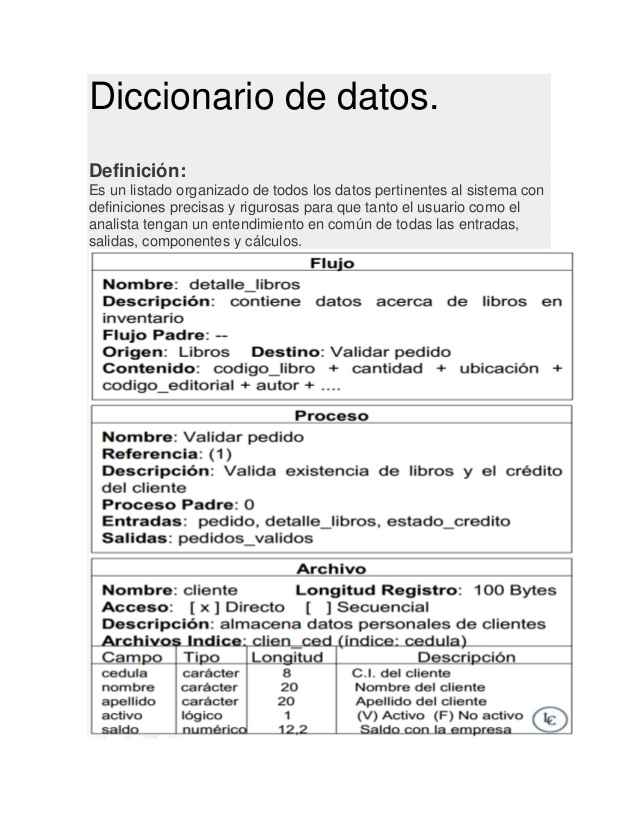 Diccionario de datos.
Definición:
Es un listado organizado de todos los datos pertinentes al sistema con
definiciones precisas y rigurosas para que tanto el usuario como el
analista tengan un entendimiento en común de todas las entradas,
salidas, componentes y cálculos.
Flujo
Nombre: detalle_libros
Descripción: contiene datos acerca de libros en
inventario
Flujo Padre: --
Origen: Libros Destino: Validar pedido
Contenido: codigo_libro + cantidad + ubicación +
codigo_editorial + autor + ....
Proceso
Nombre: Validar pedido
Referencia: (1)
Descripción: Valida existencia de libros y el crédito
del cliente
Proceso Padre: 0
Entradas: pedido, detalle_libros, estado_credito
Salidas: pedidos_validos
Archivo
Nombre: cliente Longitud Registro: 100 Bytes
Acceso: [ x ] Directo [ ] Secuencial
Descripción: almacena datos personales de clientes
Archivos Indice: clien_ced (índice: cedula)
Campo Tipo Longitud Descripción
cedula carácter 8 C.I. del cliente
nombre carácter 20 Nombre del cliente
apellido carácter 20 Apellido del cliente
activo lógico 1 (V) Activo (F) No activo
saldo numérico 12,2 Saldo con la empresa